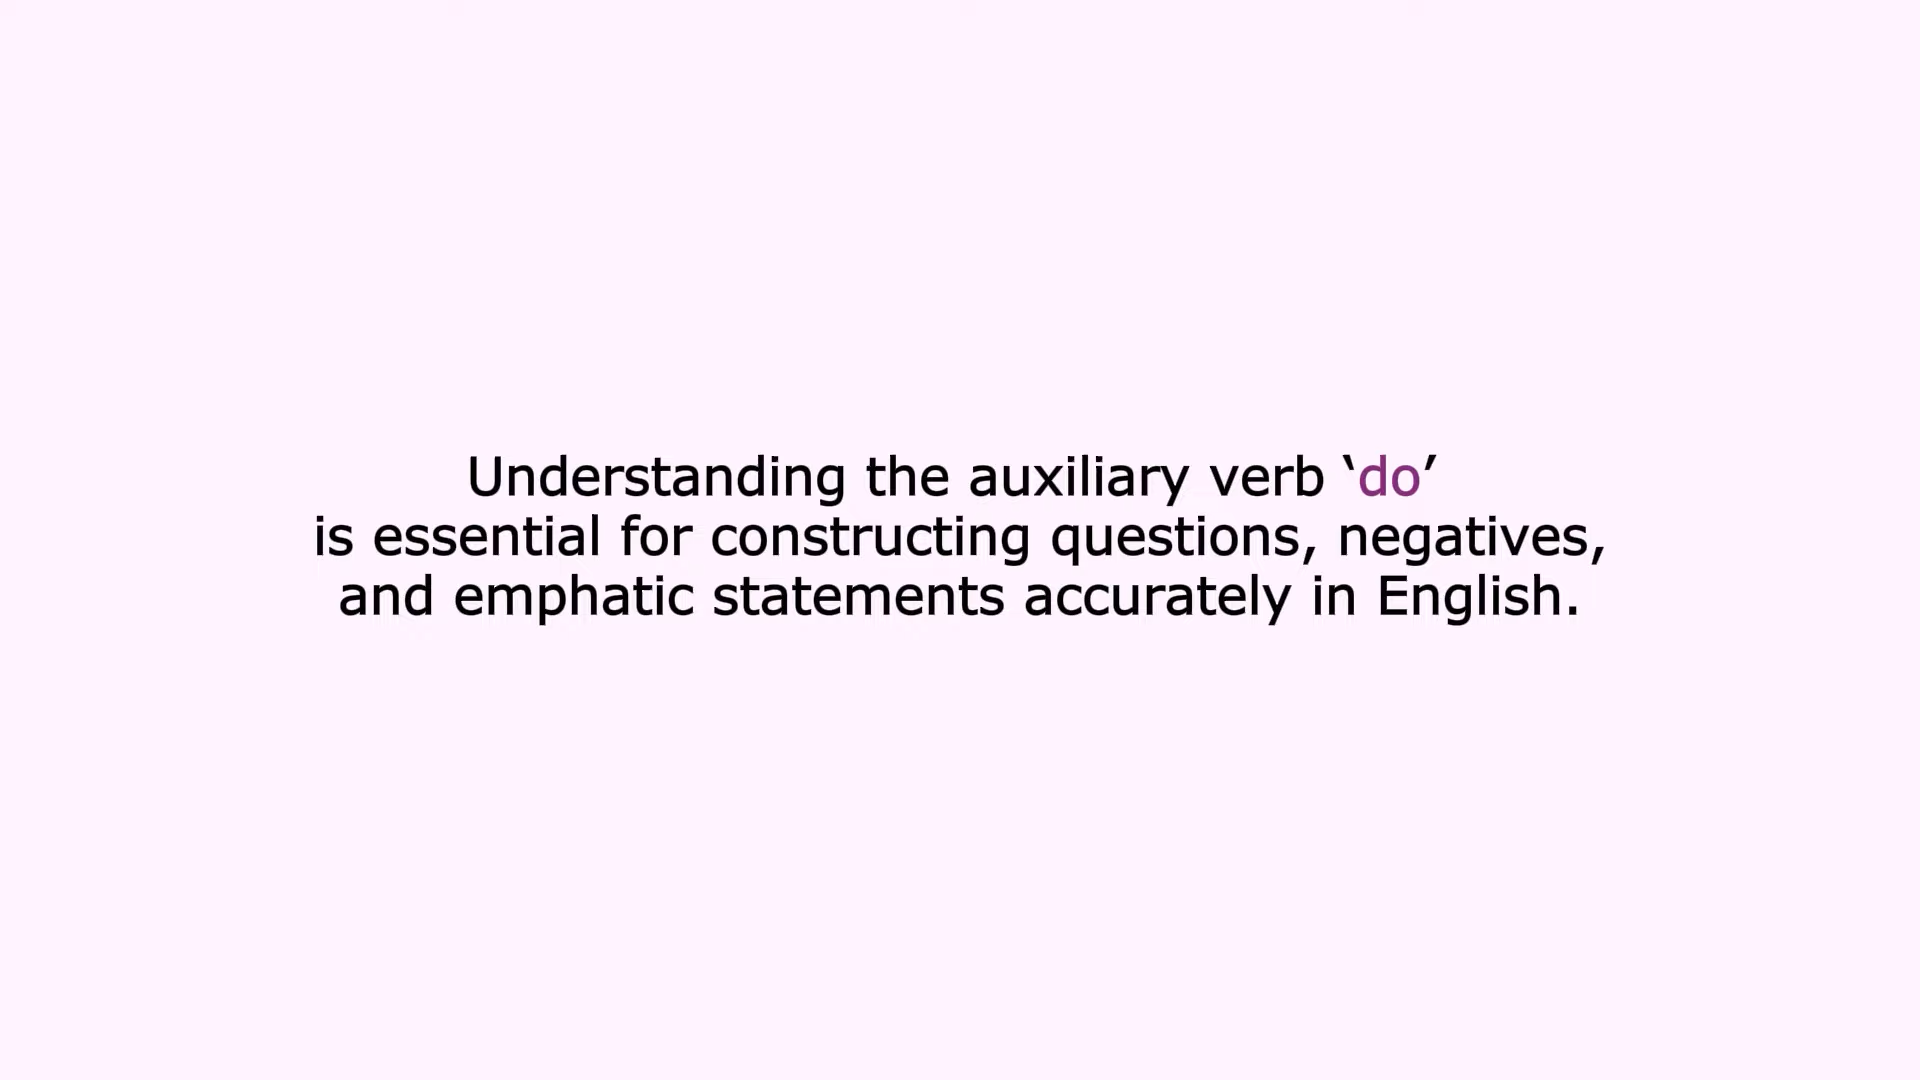 Understanding the auxiliary verb ‘do’
is essential for constructing questions, negatives,
and emphatic statements accurately in English.